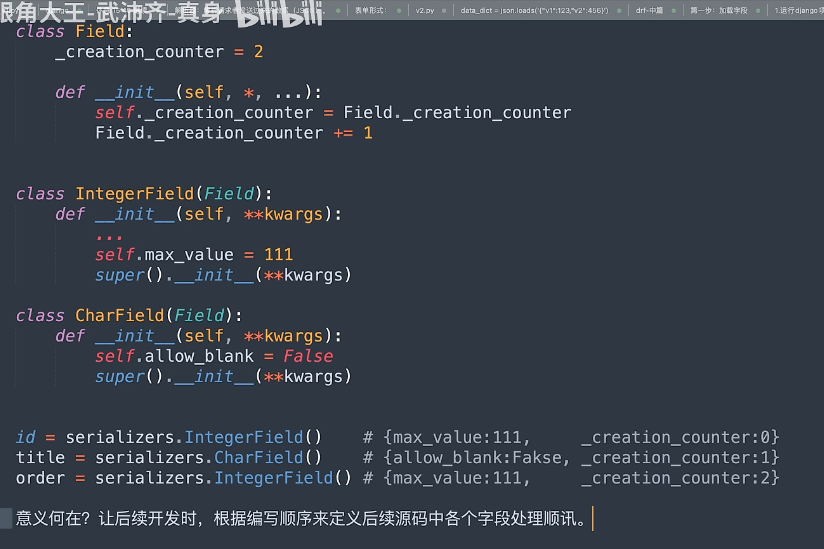 眼角大王-武沛齐-真身 bilibili
表单形式： v2.py data_dict = json.loads('{"v1":123,"v2":456}') drf-中篇 第一步：加载字段 1.运行django
class Field:
    _creation_counter = 2
    def __init__(self, *, ...):
        self._creation_counter = Field._creation_counter
        Field._creation_counter += 1
class IntegerField(Field):
    def __init__(self, **kwargs):
        ...
        self.max_value = 111
        super().__init__(**kwargs)
class CharField(Field):
    def __init__(self, **kwargs):
        self.allow_blank = False
        super().__init__(**kwargs)
id = serializers.IntegerField()    # {max_value:111,     _creation_counter:0}
title = serializers.CharField()    # {allow_blank:Fakse, _creation_counter:1}
order = serializers.IntegerField() # {max_value:111,     _creation_counter:2}
意义何在？让后续开发时，根据编写顺序来定义后续源码中各个字段处理顺讯。